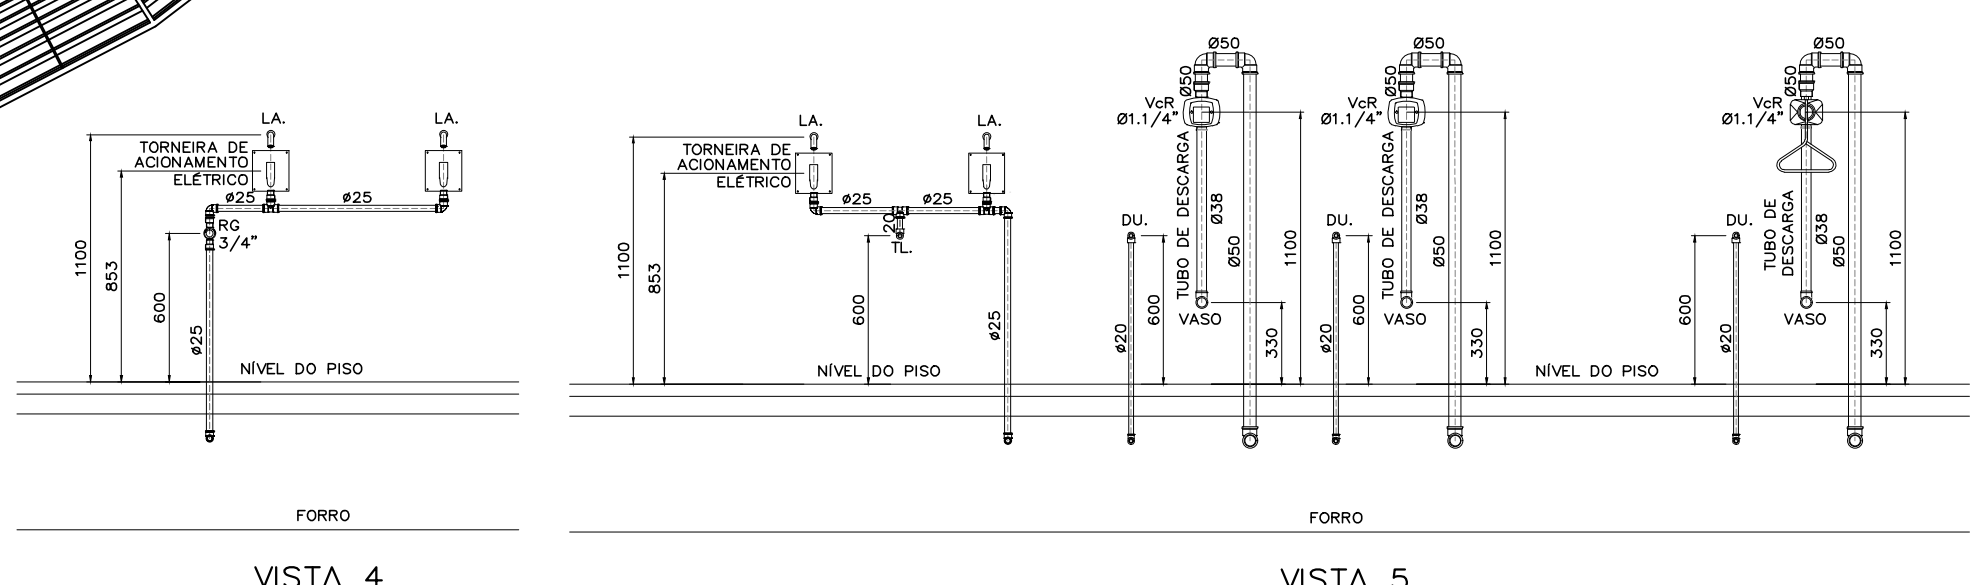 LA.
LA.
TORNEIRA DE
ACIONAMENTO
ELÉTRICO
ø25
ø25
RG
3/4"
1100
853
600
ø25
NÍVEL DO PISO
FORRO
VISTA 4
LA.
LA.
TORNEIRA DE
ACIONAMENTO
ELÉTRICO
ø25
ø25
20
TL.
1100
853
600
ø25
NÍVEL DO PISO
DU.
ø20
600
Ø50
Ø50
VcR
Ø1.1/4"
TUBO DE DESCARGA
Ø38
Ø50
1100
VASO
330
DU.
ø20
600
Ø50
Ø50
VcR
Ø1.1/4"
TUBO DE DESCARGA
Ø38
Ø50
1100
VASO
330
NÍVEL DO PISO
DU.
600
ø20
Ø50
Ø50
VcR
Ø1.1/4"
TUBO DE
DESCARGA
Ø38
Ø50
1100
VASO
330
FORRO
VISTA 5